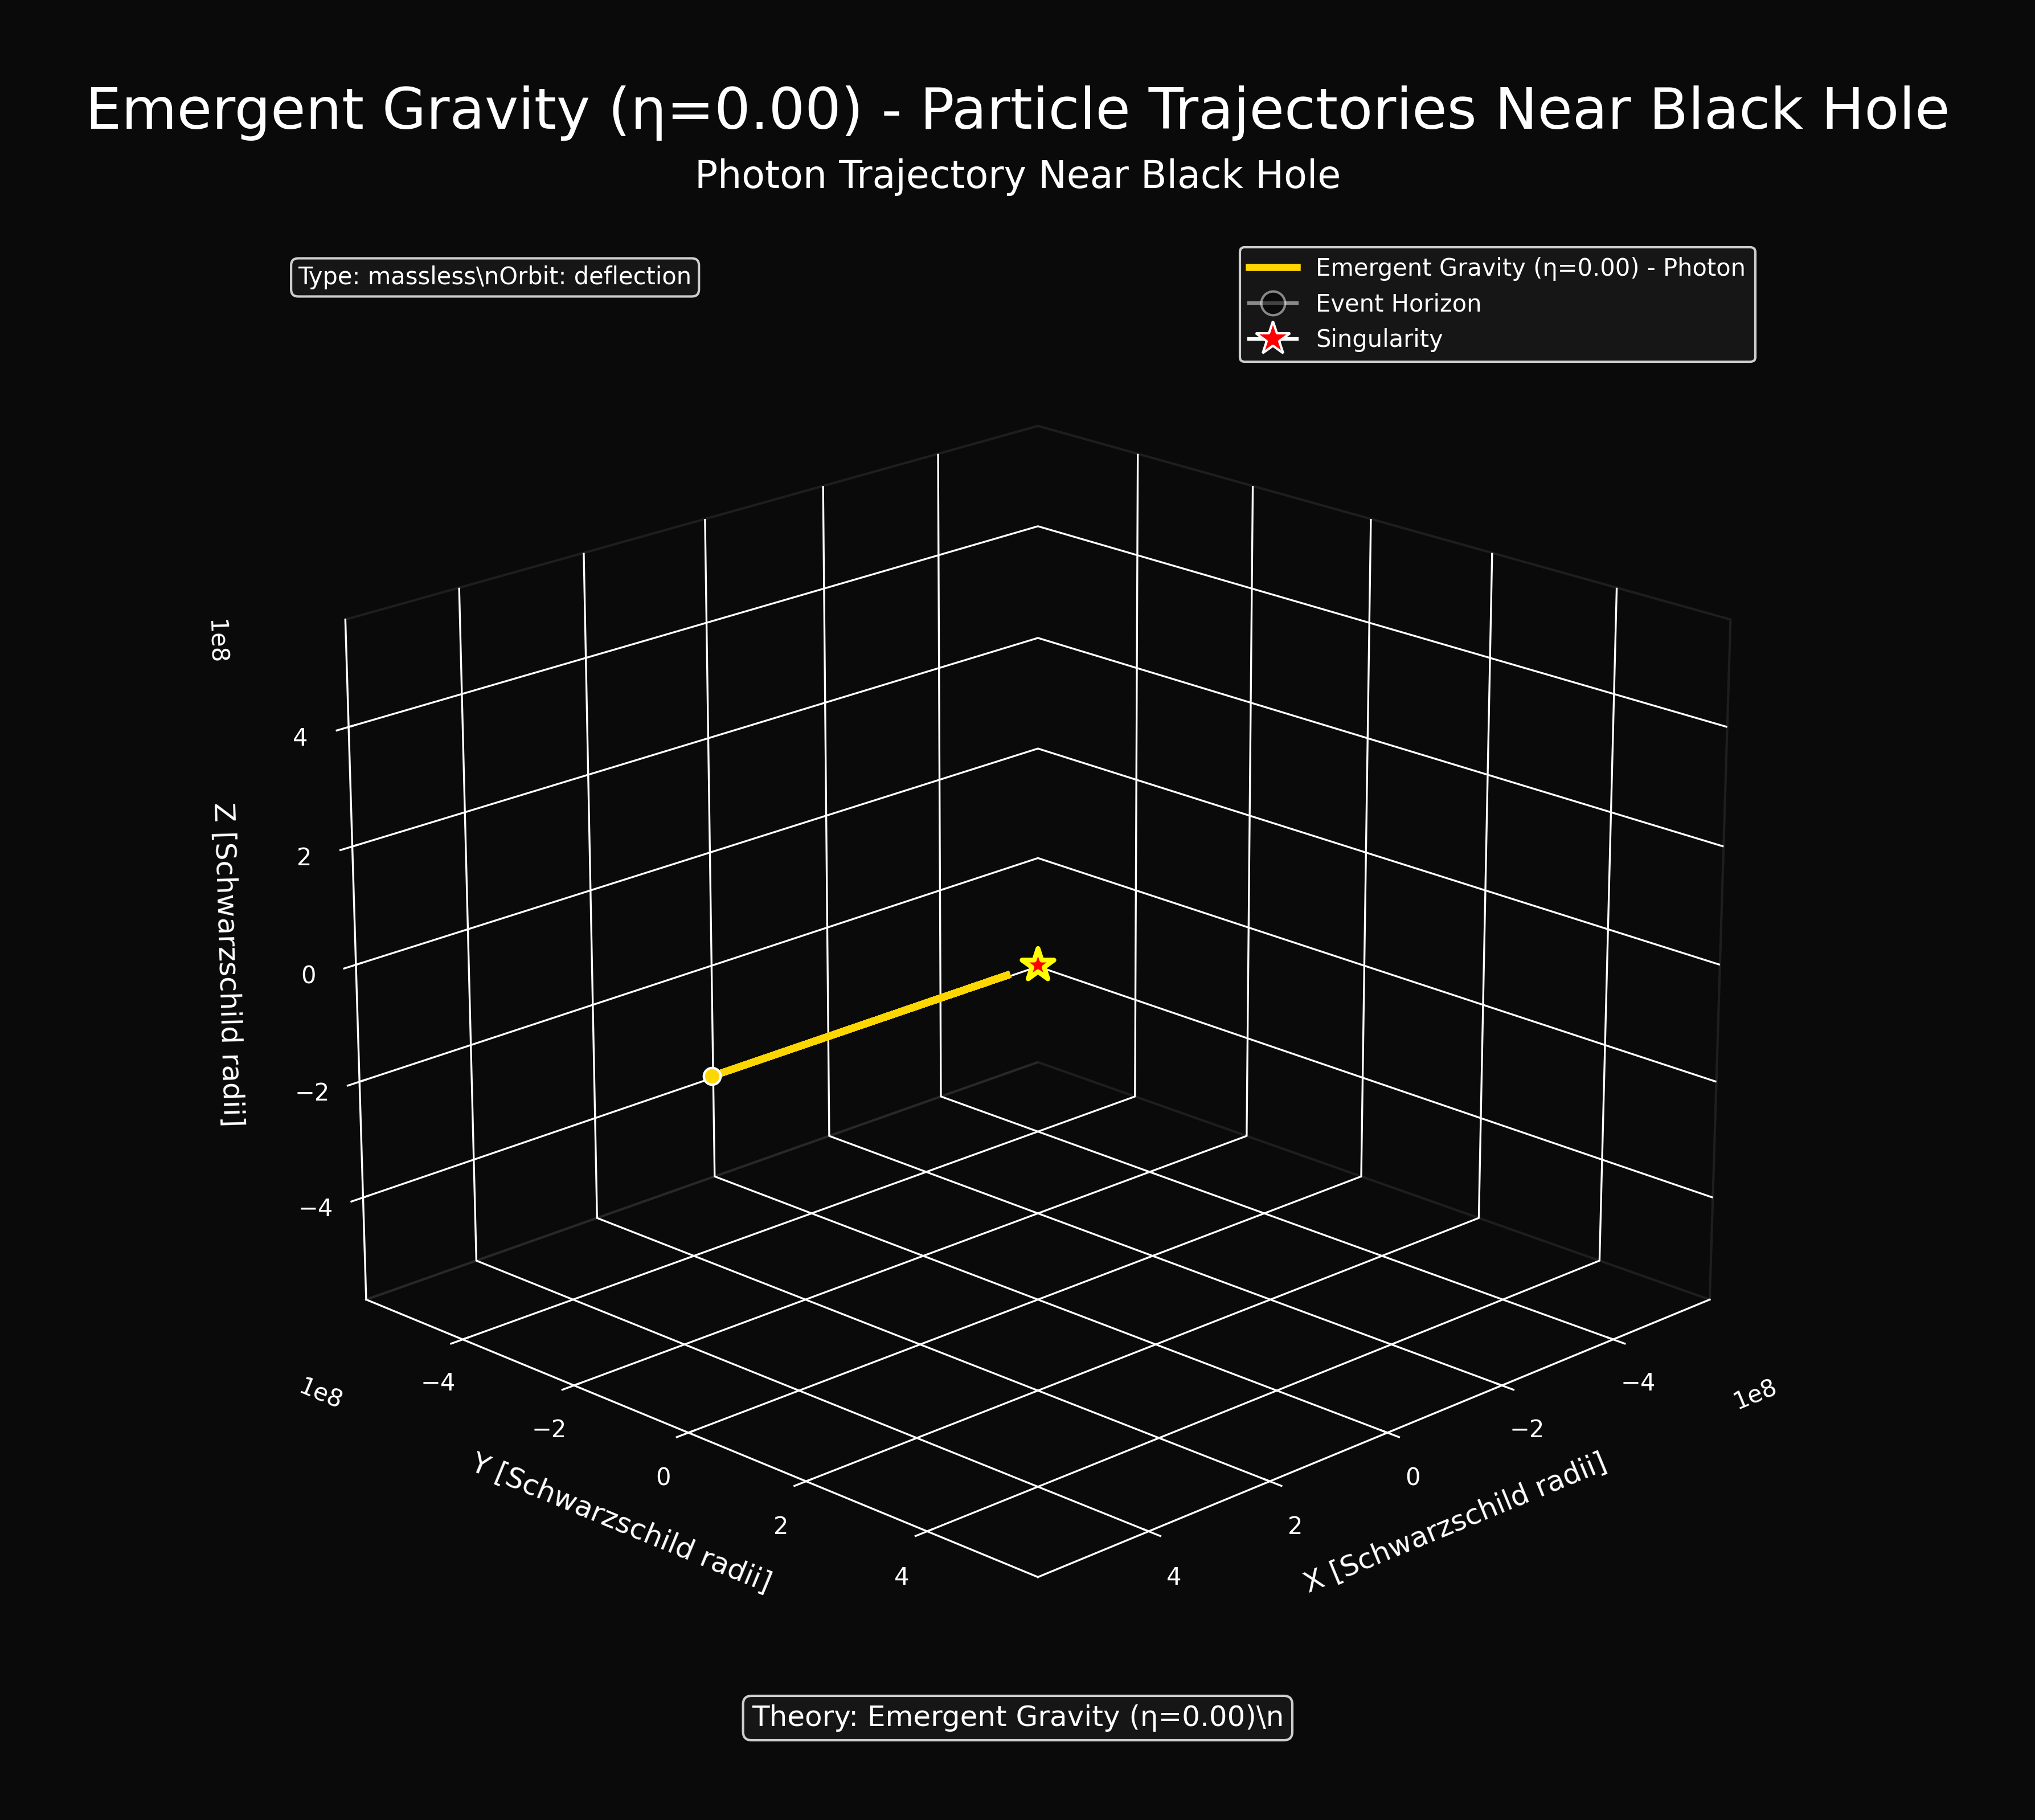 Emergent Gravity (η=0.00) - Particle Trajectories Near Black Hole
Photon Trajectory Near Black Hole
Type: massless\nOrbit: deflection
Emergent Gravity (η=0.00) - Photon
Event Horizon
Singularity
1e8
4
2
0
−2
−4
Z [Schwarzschild radii]
1e8
−4
−2
0
2
4
Y [Schwarzschild radii]
1e8
−4
−2
0
2
4
X [Schwarzschild radii]
Theory: Emergent Gravity (η=0.00)\n